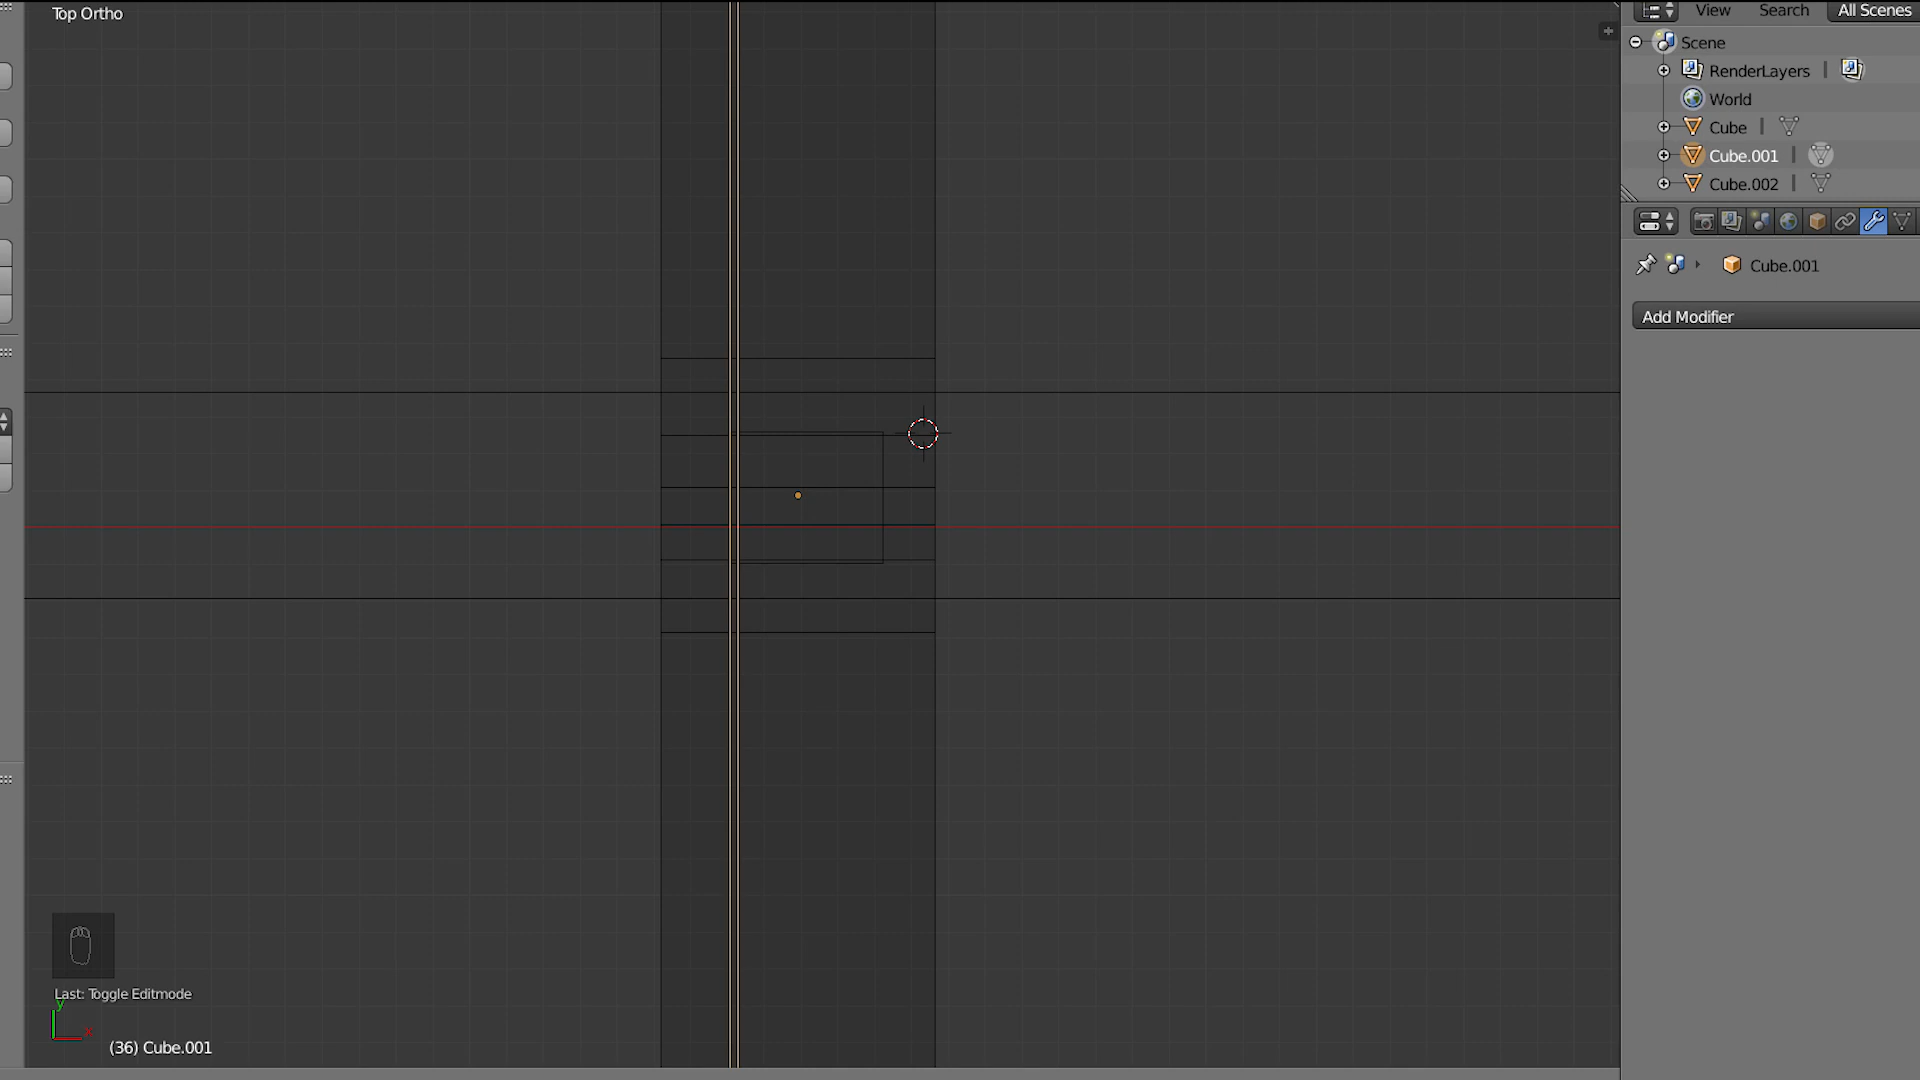 Top Ortho
View Search All Scenes
Scene
RenderLayers
World
Cube
Cube.001
Cube.002
Cube.001
Add Modifier
Last: Toggle Editmode
y
x
(36) Cube.001